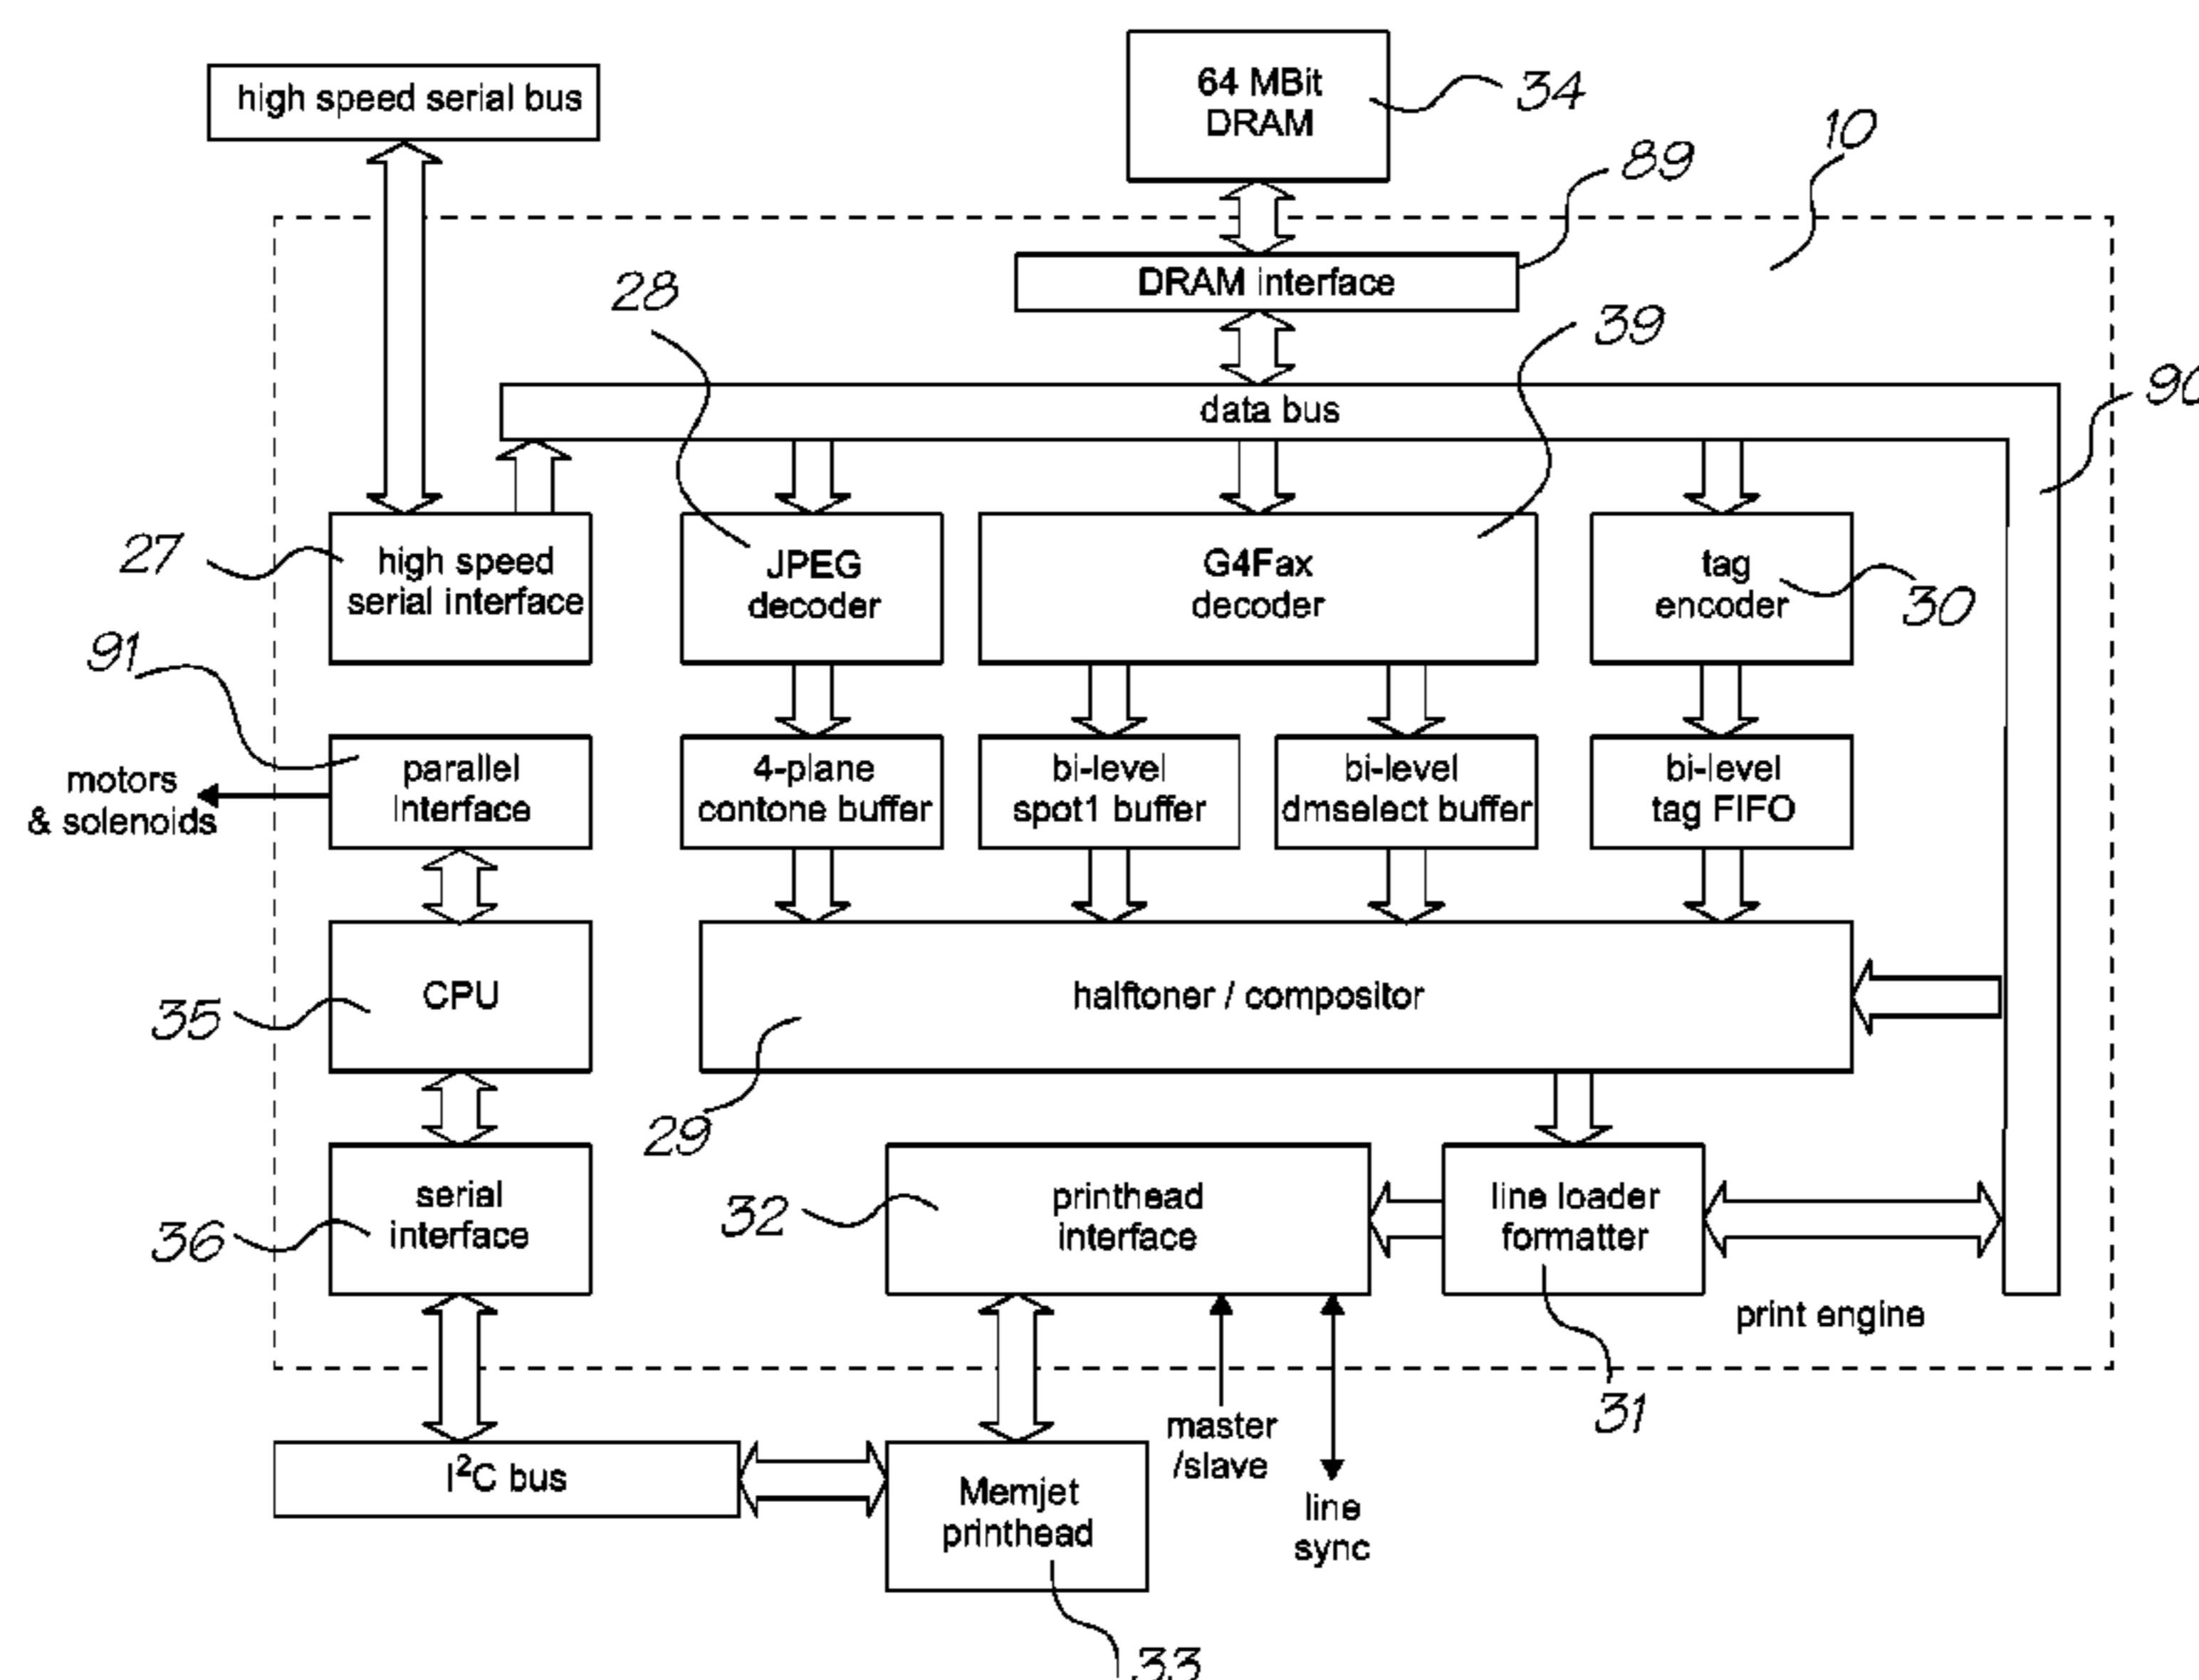 high speed serial bus
64 MBit
DRAM
34
10
89
DRAM interface
28
39
data bus
90
27
high speed
serial interface
JPEG
decoder
G4Fax
decoder
tag
encoder
30
91
motors
& solenoids
parallel
Interface
4-plane
contone buffer
bi-level
spot1 buffer
bi-level
dmselect buffer
bi-level
tag FIFO
35
CPU
halftoner / compositor
29
36
serial
interface
32
printhead
interface
line loader
formatter
print engine
31
master
/slave
line
sync
I²C bus
Memjet
printhead
33